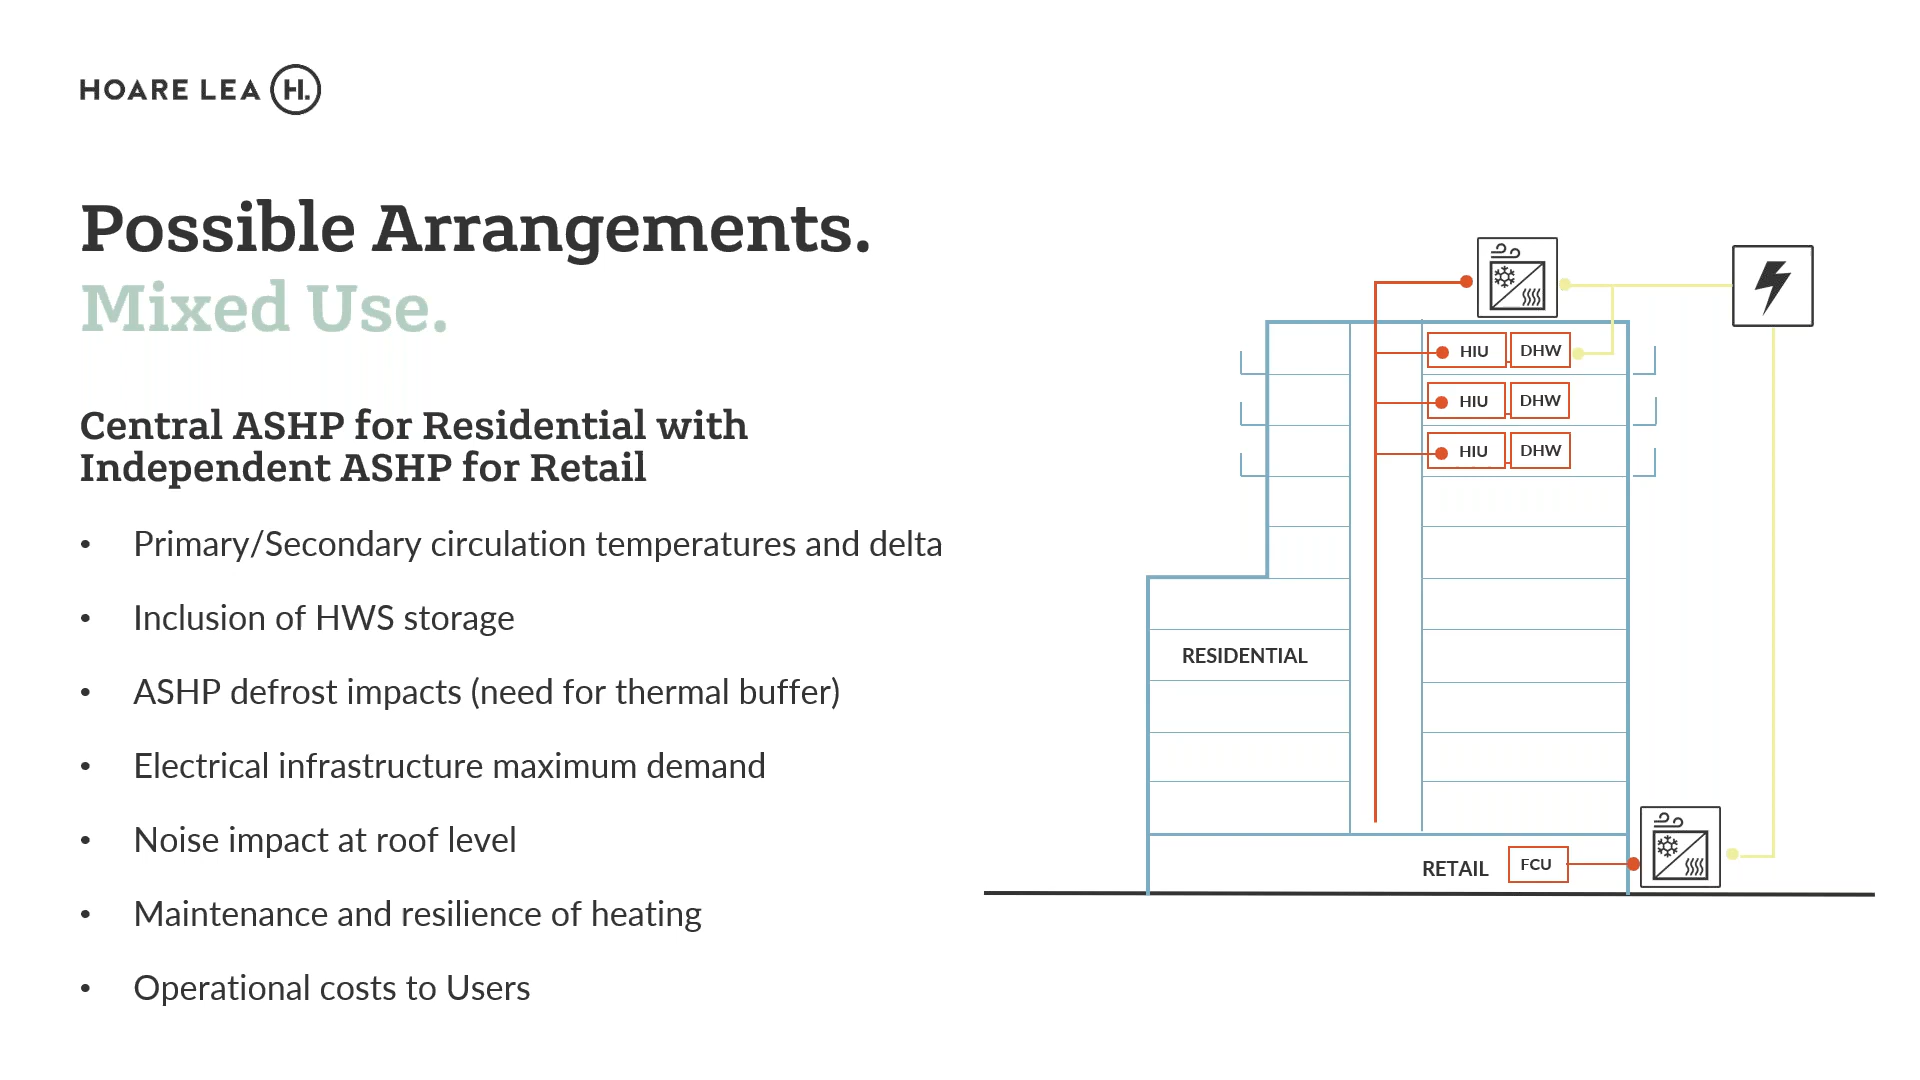 HOARE LEA H.
Possible Arrangements.
Mixed Use.
Central ASHP for Residential with
Independent ASHP for Retail
• Primary/Secondary circulation temperatures and delta
• Inclusion of HWS storage
• ASHP defrost impacts (need for thermal buffer)
• Electrical infrastructure maximum demand
• Noise impact at roof level
• Maintenance and resilience of heating
• Operational costs to Users
HIU DHW
HIU DHW
HIU DHW
RESIDENTIAL
RETAIL FCU